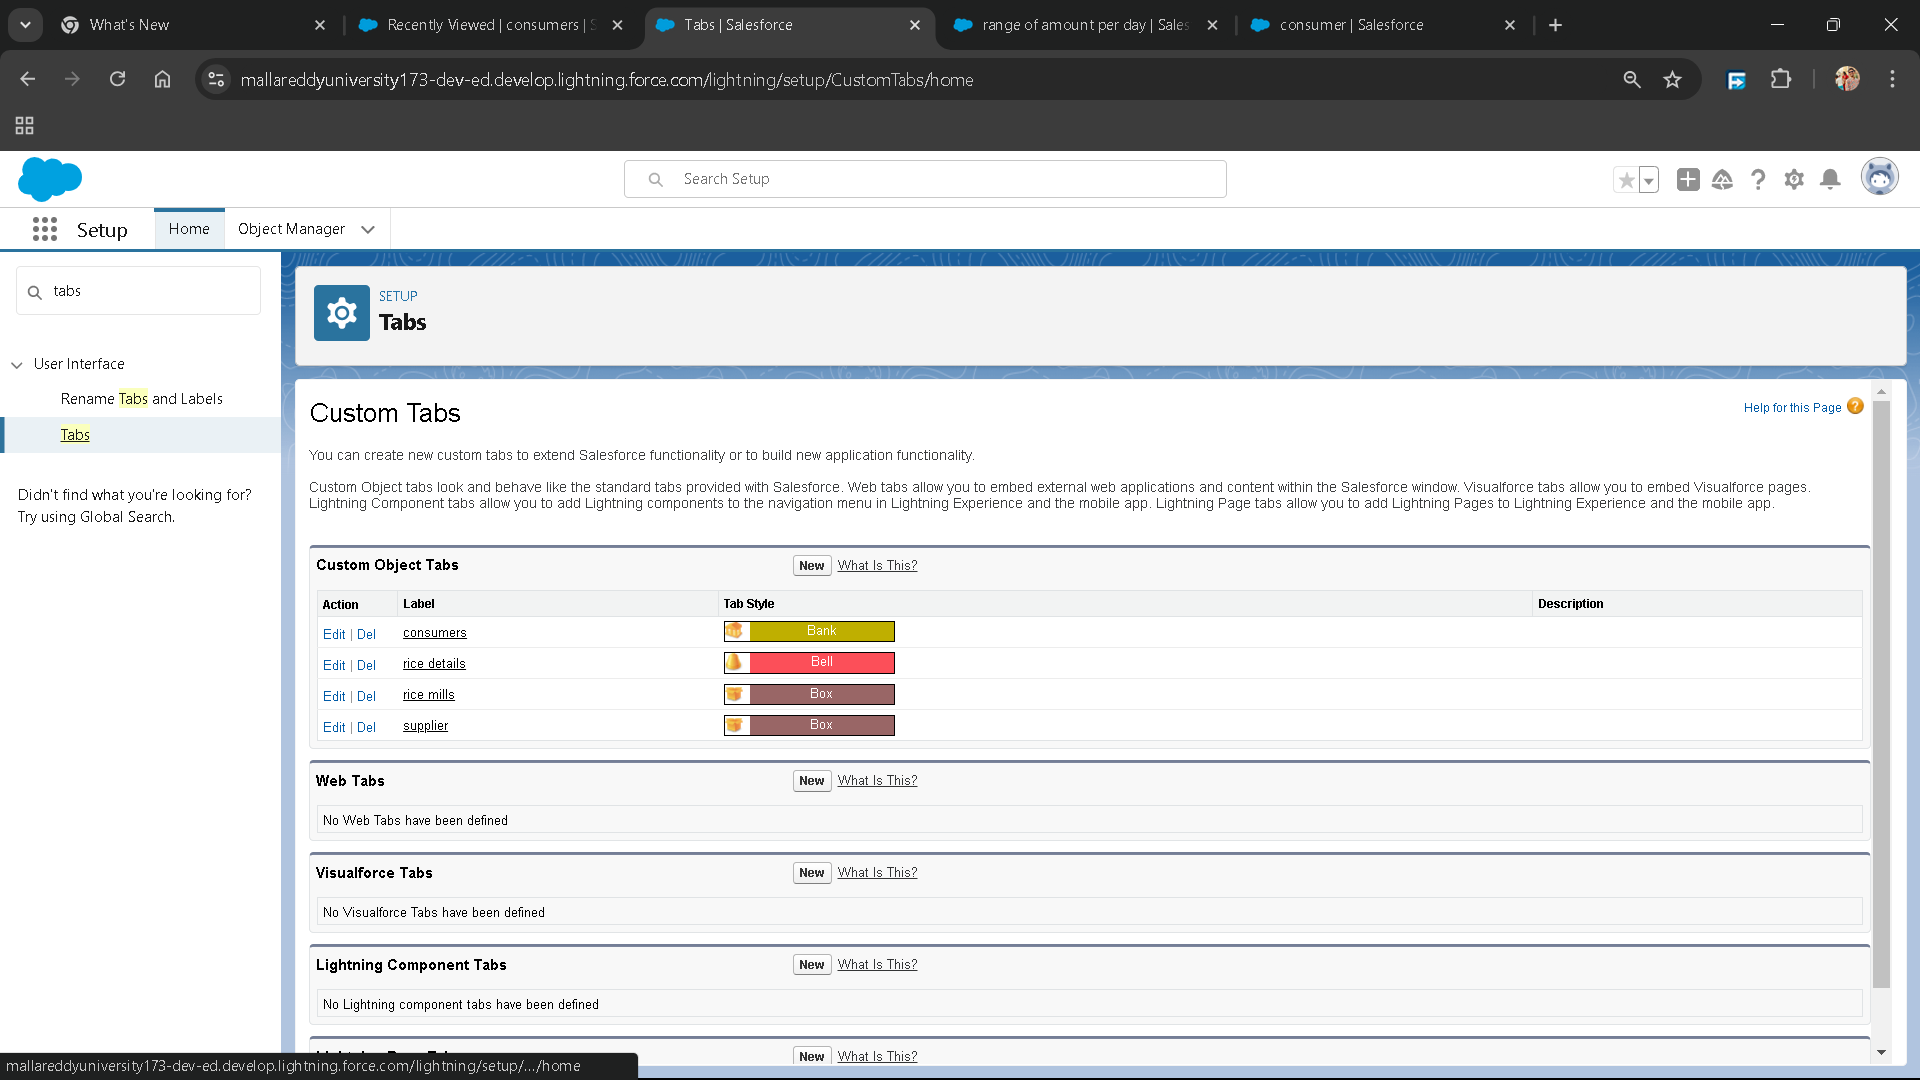 What's New
Recently Viewed | consumers | S
Tabs | Salesforce
range of amount per day | Sales
consumer | Salesforce
mallareddyuniversity173-dev-ed.develop.lightning.force.com/lightning/setup/CustomTabs/home
Search Setup
Setup
Home
Object Manager
tabs
User Interface
Rename Tabs and Labels
Tabs
Didn't find what you're looking for?
Try using Global Search.
SETUP
Tabs
Custom Tabs
Help for this Page
You can create new custom tabs to extend Salesforce functionality or to build new application functionality.
Custom Object tabs look and behave like the standard tabs provided with Salesforce. Web tabs allow you to embed external web applications and content within the Salesforce window. Visualforce tabs allow you to embed Visualforce pages.
Lightning Component tabs allow you to add Lightning components to the navigation menu in Lightning Experience and the mobile app. Lightning Page tabs allow you to add Lightning Pages to Lightning Experience and the mobile app.
Custom Object Tabs New What Is This?
Action Label Tab Style Description
Edit | Del consumers Bank
Edit | Del rice details Bell
Edit | Del rice mills Box
Edit | Del supplier Box
Web Tabs New What Is This?
No Web Tabs have been defined
Visualforce Tabs New What Is This?
No Visualforce Tabs have been defined
Lightning Component Tabs New What Is This?
No Lightning component tabs have been defined
New What Is This?
mallareddyuniversity173-dev-ed.develop.lightning.force.com/lightning/setup/.../home